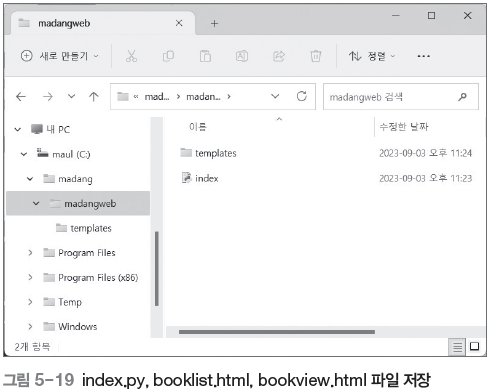 madangweb
새로 만들기
정렬
« mad... > madan... >
madangweb 검색
이름
수정한 날짜
내 PC
maul (C:)
madang
madangweb
templates
Program Files
Program Files (x86)
Temp
Windows
templates 2023-09-03 오후 11:24
index 2023-09-03 오후 11:23
2개 항목
그림 5-19 index.py, booklist.html, bookview.html 파일 저장